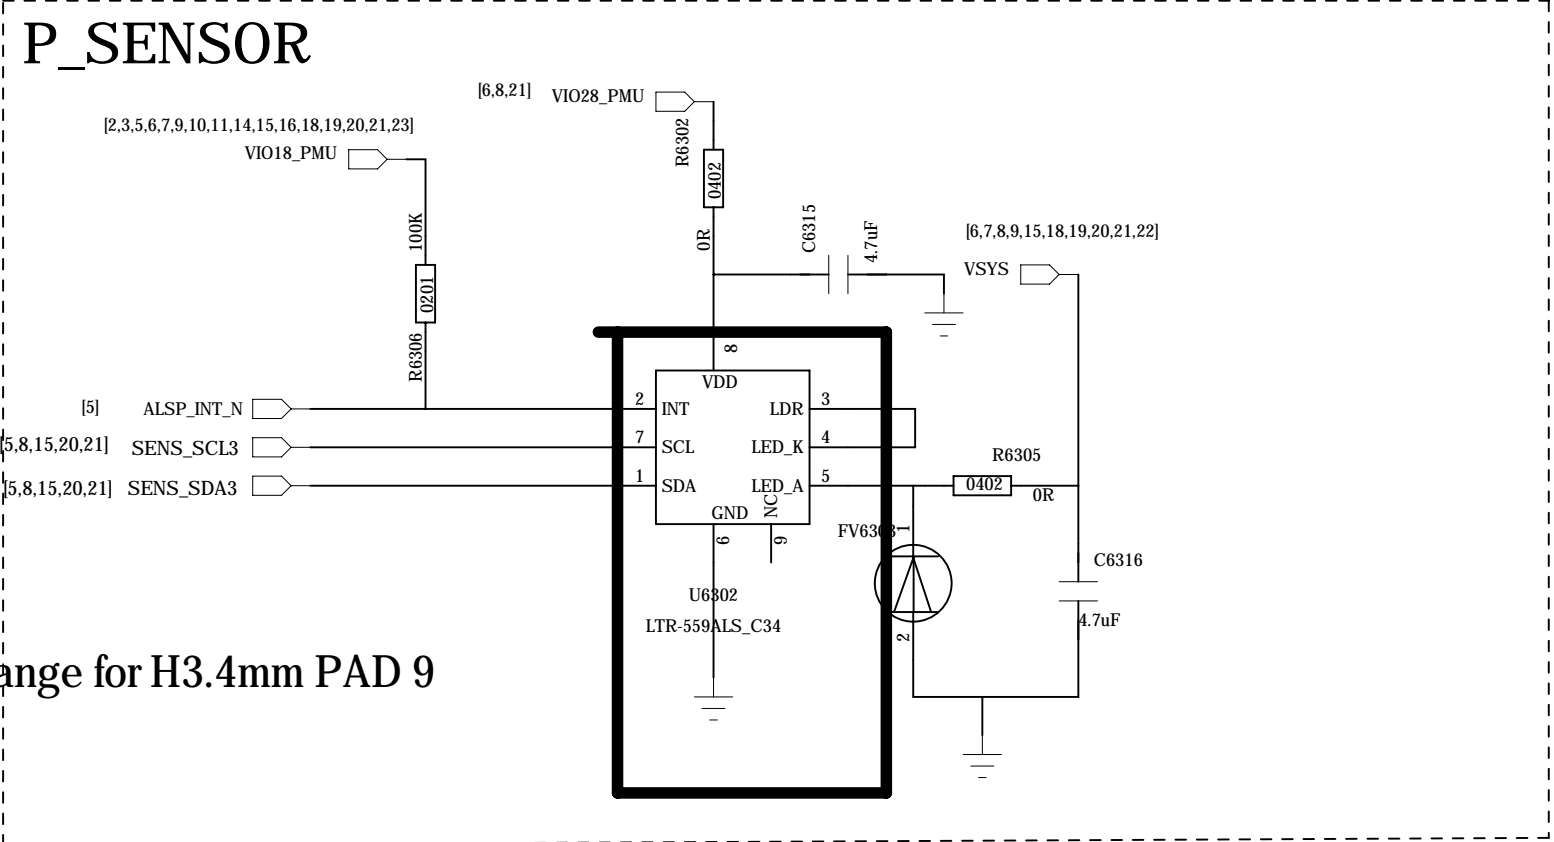 P_SENSOR
[6,8,21] VIO28_PMU
[2,3,5,6,7,9,10,11,14,15,16,18,19,20,21,23]
VIO18_PMU
R6302
0402
0R
100K
0201
R6306
C6315
4.7uF
[6,7,8,9,15,18,19,20,21,22]
VSYS
8
VDD
[5] ALSP_INT_N
2 INT
LDR 3
[5,8,15,20,21] SENS_SCL3
7 SCL
LED_K 4
[5,8,15,20,21] SENS_SDA3
1 SDA
LED_A 5
GND
NC
6
9
R6305
0402
0R
FV6303
1
2
C6316
4.7uF
U6302
LTR-559ALS_C34
ange for H3.4mm PAD 9